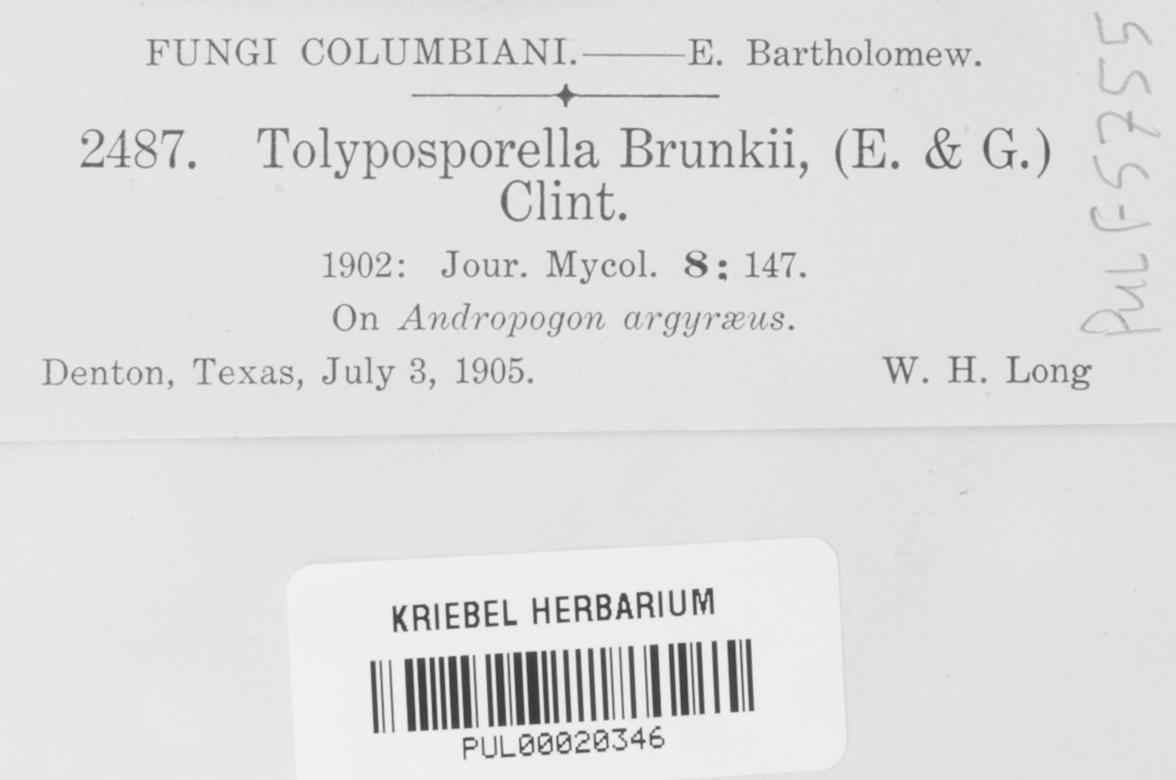 FUNGI COLUMBIANI.——E. Bartholomew.
2487. Tolyposporella Brunkii, (E. & G.)
Clint.
1902: Jour. Mycol. 8: 147.
On Andropogon argyræus.
Denton, Texas, July 3, 1905. W. H. Long
PUL F5755
KRIEBEL HERBARIUM
PUL00020346